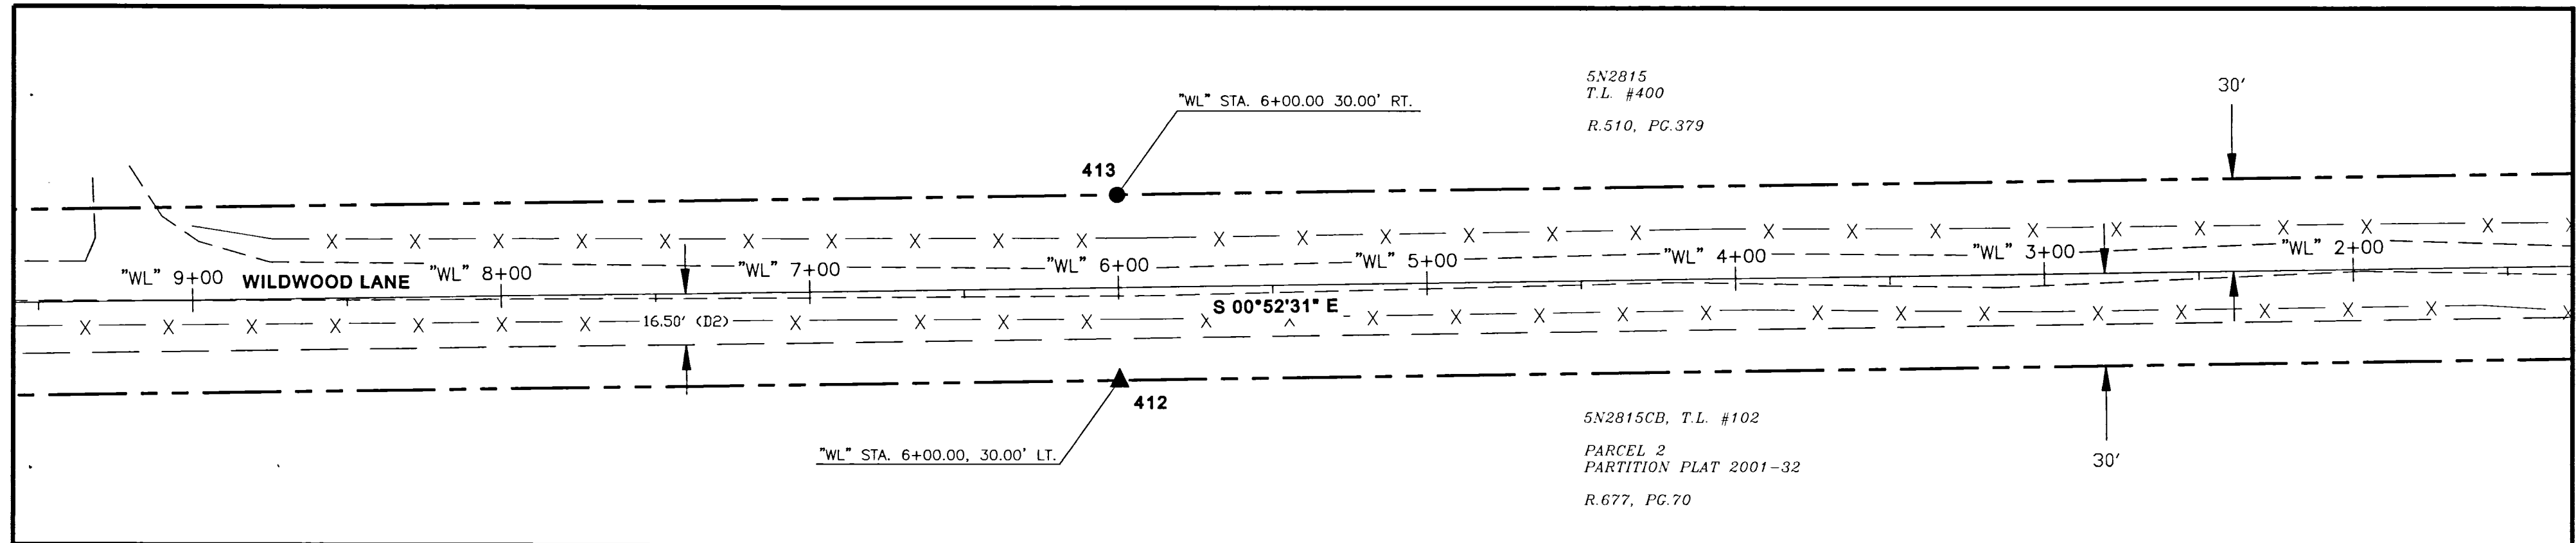 5N2815
T.L. #400
R.510, PG.379
30'
"WL" STA. 6+00.00 30.00' RT.
413
"WL" 9+00
WILDWOOD LANE
"WL" 8+00
"WL" 7+00
"WL" 6+00
"WL" 5+00
"WL" 4+00
"WL" 3+00
"WL" 2+00
S 00°52'31" E
16.50' (D2)
412
"WL" STA. 6+00.00, 30.00' LT.
5N2815CB, T.L. #102
PARCEL 2
PARTITION PLAT 2001-32
R.677, PG.70
30'